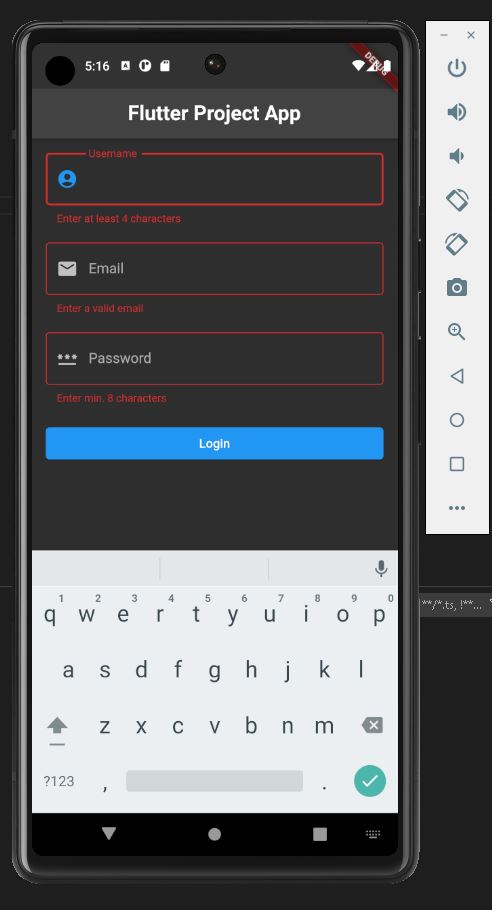 5:16
DEBUG
Flutter Project App
Username
Enter at least 4 characters
Email
Enter a valid email
***
Password
Enter min. 8 characters
Login
1 2 3 4 5 6 7 8 9 0
q w e r t y u i o p
a s d f g h j k l
**/*.ts, !**...
z x c v b n m
?123 , .